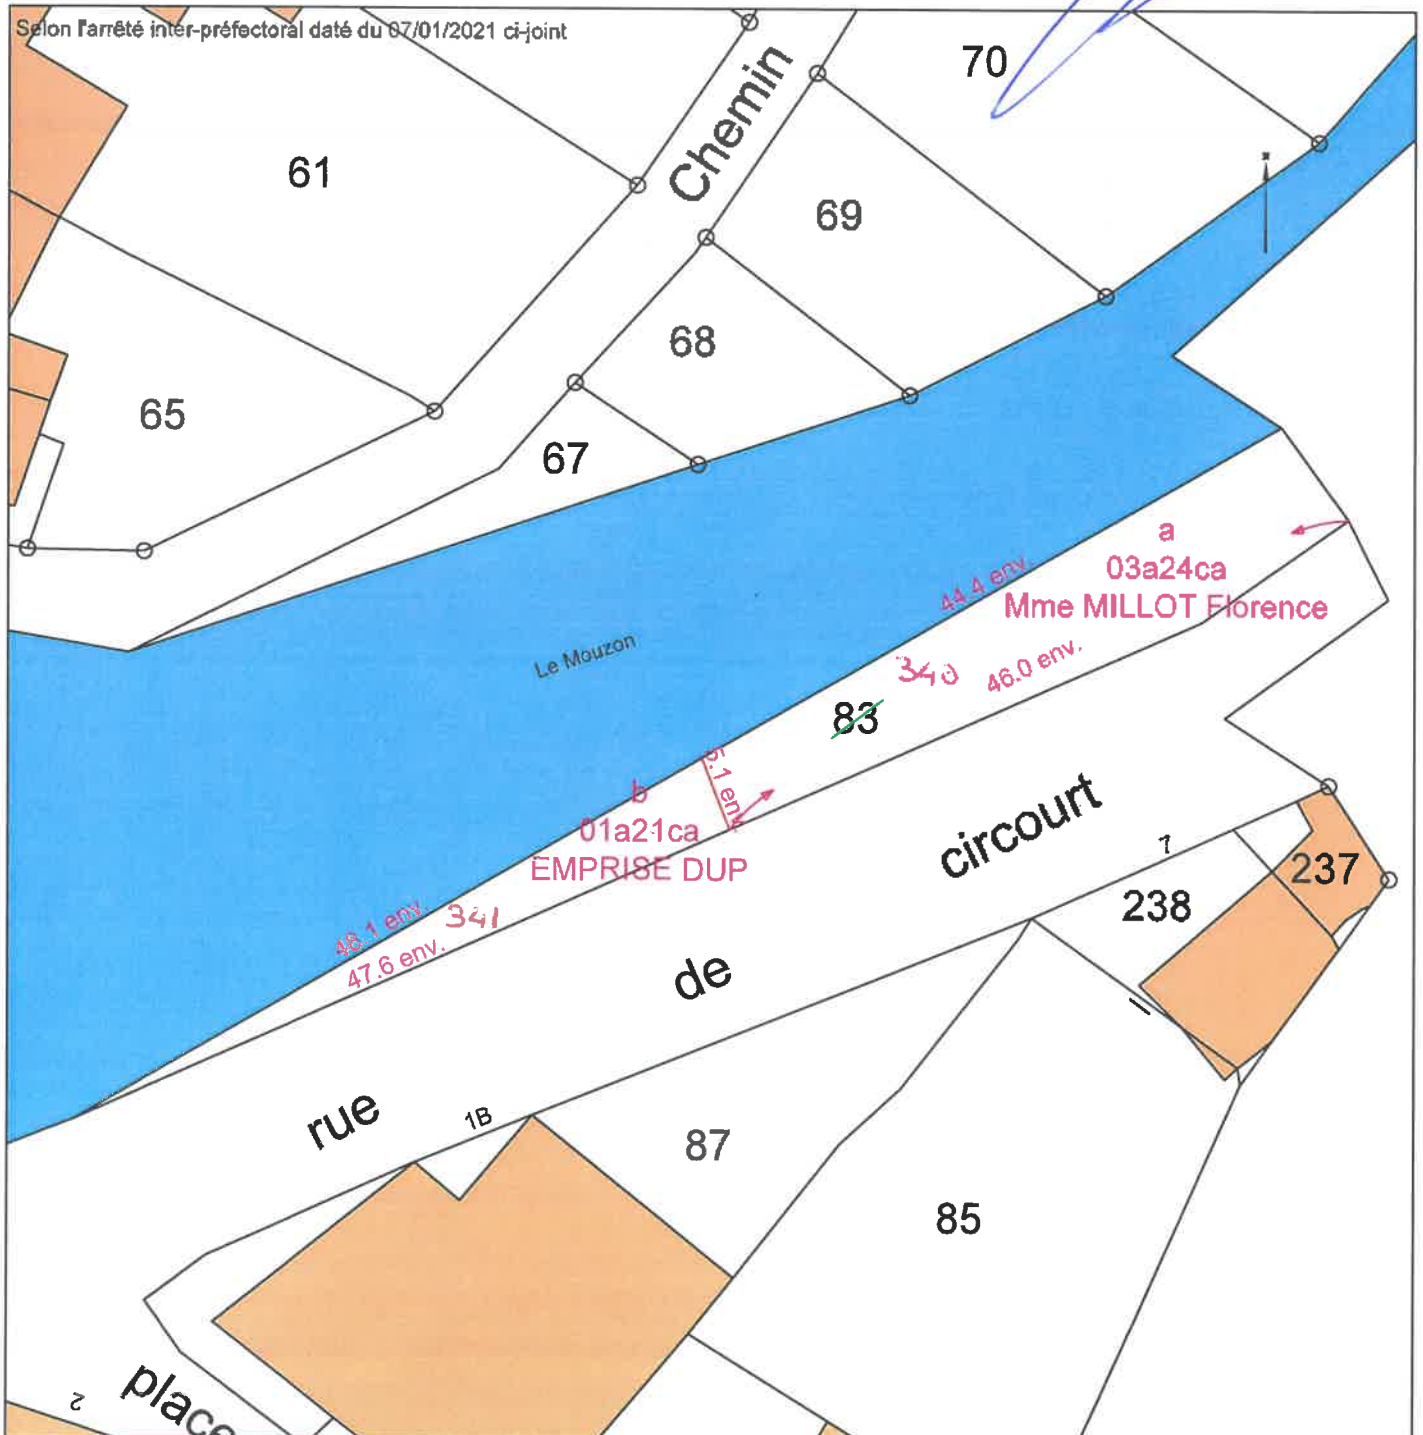 Selon l'arrêté inter-préfectoral daté du 07/01/2021 ci-joint
70
Chemin
61
69
68
65
67
a
03a24ca
Mme MILLOT Florence
44.4 env.
Le Mouzon
340
46.0 env.
83
5.1 env.
b
01a21ca
EMPRISE DUP
circourt
7
237
238
48.1 env.
341
47.6 env.
de
rue
1B
87
85
place
2